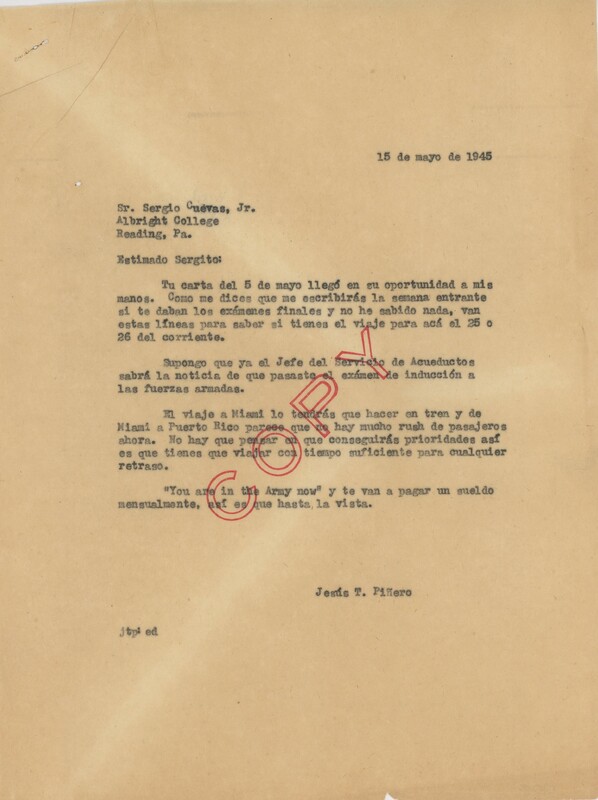 15 de mayo de 1945
Sr. Sergio Cuevas, Jr.
Albright College
Reading, Pa.
Estimado Sergito:
Tu carta del 5 de mayo llegó en su oportunidad a mis
manos. Como me dices que me escribirás la semana entrante
si te daban los exámenes finales y no he sabido nada, van
estas líneas para saber si tienes el viaje para acá el 25 o
26 del corriente.
Supongo que ya el Jefe del Servicio de Acueductos
sabrá la noticia de que pasaste el exámen de inducción a
las fuerzas armadas.
El viaje a Miami lo tendrás que hacer en tren y de
Miami a Puerto Rico parece que no hay mucho rush de pasajeros
ahora. No hay que pensar en que conseguirás prioridades así
es que tienes que viajar con tiempo suficiente para cualquier
retraso.
"You are in the Army now" y te van a pagar un sueldo
mensualmente, así es que hasta la vista.
Jesús T. Piñero
jtp:ed
COPY